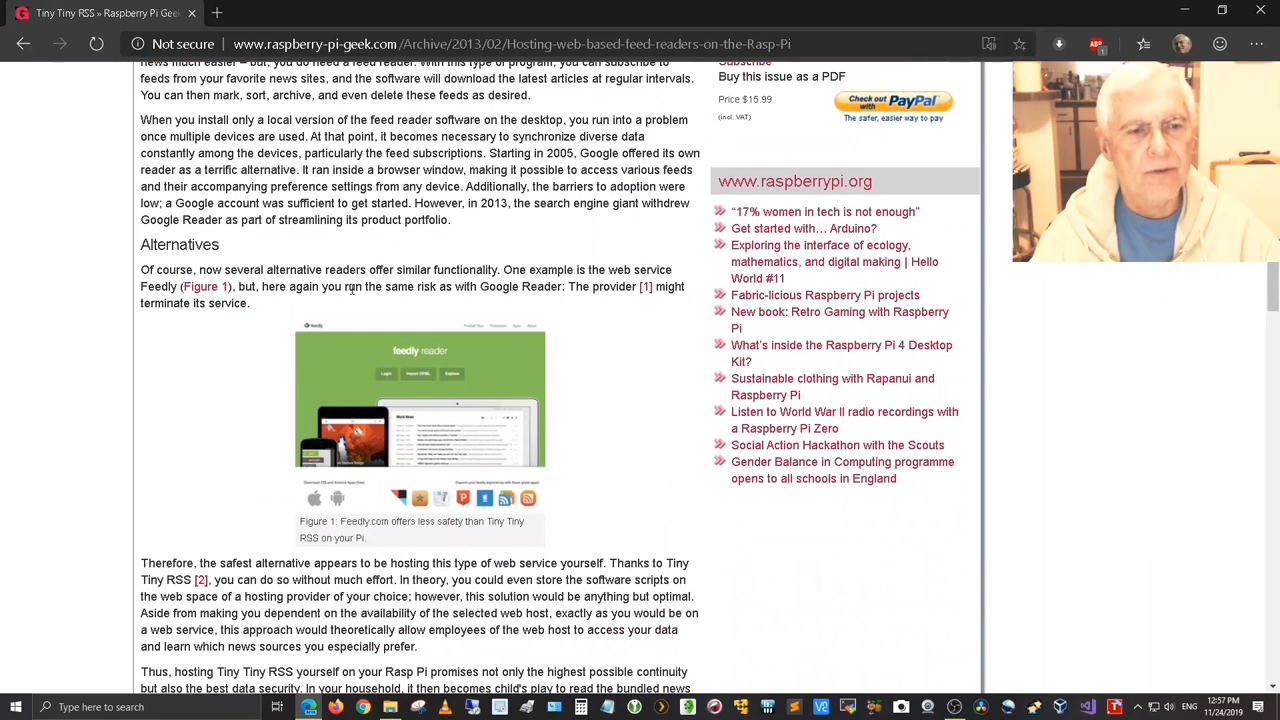 Tiny Tiny RSS
Not secure
www.raspberry-pi-geek.com/Archive/2013/02/Hosting-web-based-feed-readers-on-the-Rasp-Pi
news much easier – but, you do need a feed reader. With this type of program, you can subscribe to
feeds from your favorite news sites, and the software will download the latest articles at regular intervals.
You can then mark, sort, archive, and even delete these feeds as desired.
When you install only a local version of the feed reader software on the desktop, you run into a problem
once multiple devices are used. At that point, it becomes necessary to synchronize diverse data
constantly among the devices, particularly the feed subscriptions. Starting in 2005, Google offered its own
reader as a terrific alternative. It ran inside a browser window, making it possible to access various feeds
and their accompanying preference settings from any device. Additionally, the barriers to adoption were
low; a Google account was sufficient to get started. However, in 2013, the search engine giant withdrew
Google Reader as part of streamlining its product portfolio.
Alternatives
Of course, now several alternative readers offer similar functionality. One example is the web service
Feedly (Figure 1), but, here again you run the same risk as with Google Reader: The provider [1] might
terminate its service.
feedly
feedly reader
Login Import OPML Explore
Figure 1: Feedly.com offers less safety than Tiny Tiny
RSS on your Pi.
Therefore, the safest alternative appears to be hosting this type of web service yourself. Thanks to Tiny
Tiny RSS [2], you can do so without much effort. In theory, you could even store the software scripts on
the web space of a hosting provider of your choice; however, this solution would be anything but optimal.
Aside from making you dependent on the availability of the selected web host, exactly as you would be on
a web service, this approach would theoretically allow employees of the web host to access your data
and learn which news sources you especially prefer.
Thus, hosting Tiny Tiny RSS yourself on your Rasp Pi promises not only the highest possible continuity
but also the best data security. In your household, it then becomes child's play to read the bundled news
Subscribe
Buy this issue as a PDF
Price $15.99
(incl. VAT)
Check out
with PayPal
The safer, easier way to pay
www.raspberrypi.org
“17% women in tech is not enough”
Get started with… Arduino?
Exploring the interface of ecology,
mathematics, and digital making | Hello
World #11
Fabric-licious Raspberry Pi projects
New book: Retro Gaming with Raspberry
Pi
What’s inside the Raspberry Pi 4 Desktop
Kit?
Sustainable clothing with Rapanui and
Raspberry Pi
Listen to World War II radio recordings with
a Raspberry Pi Zero
Social Action Hackathon with the Scouts
Gender Balance in Computing programme
opens to all schools in England
Type here to search
12:57 PM
11/24/2019